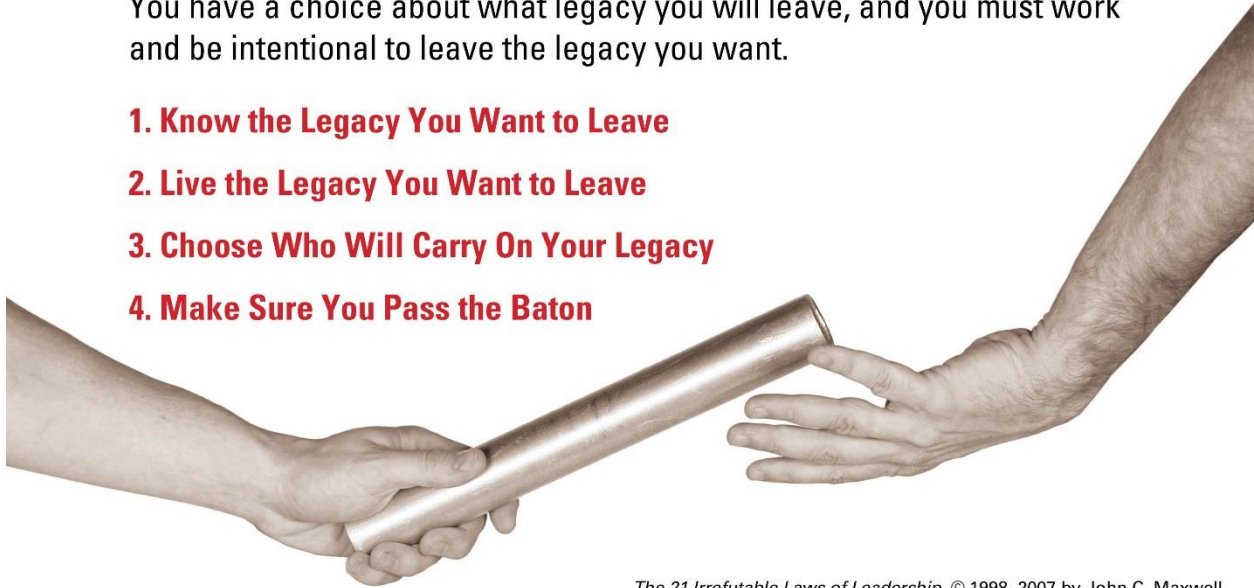 You have a choice about what legacy you will leave, and you must work
and be intentional to leave the legacy you want.
1. Know the Legacy You Want to Leave
2. Live the Legacy You Want to Leave
3. Choose Who Will Carry On Your Legacy
4. Make Sure You Pass the Baton
The 21 Irrefutable Laws of Leadership © 1998, 2007 by John C. Maxwell